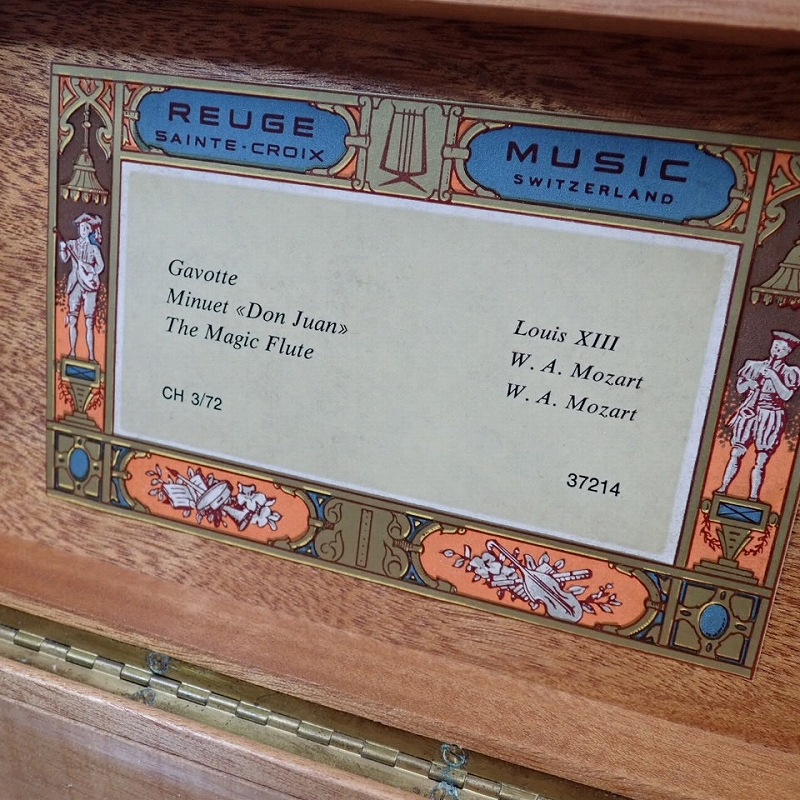 REUGE
SAINTE-CROIX
MUSIC
SWITZERLAND
Gavotte
Louis XIII
Minuet «Don Juan»
W. A. Mozart
The Magic Flute
W. A. Mozart
CH 3/72
37214